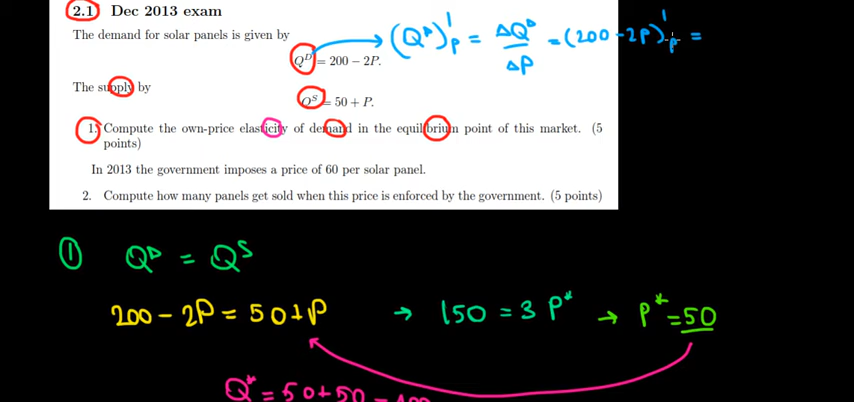 2.1 Dec 2013 exam
The demand for solar panels is given by
(Q^D)'_P = ΔQ^D / ΔP = (200 - 2P)'_P =
Q^D = 200 − 2P.
The supply by
Q^S = 50 + P.
1. Compute the own-price elasticity of demand in the equilibrium point of this market. (5
points)
In 2013 the government imposes a price of 60 per solar panel.
2. Compute how many panels get sold when this price is enforced by the government. (5 points)
① Q^D = Q^S
200 - 2P = 50 + P → 150 = 3 P* → P* = 50
Q* = 50 + 50 = 100